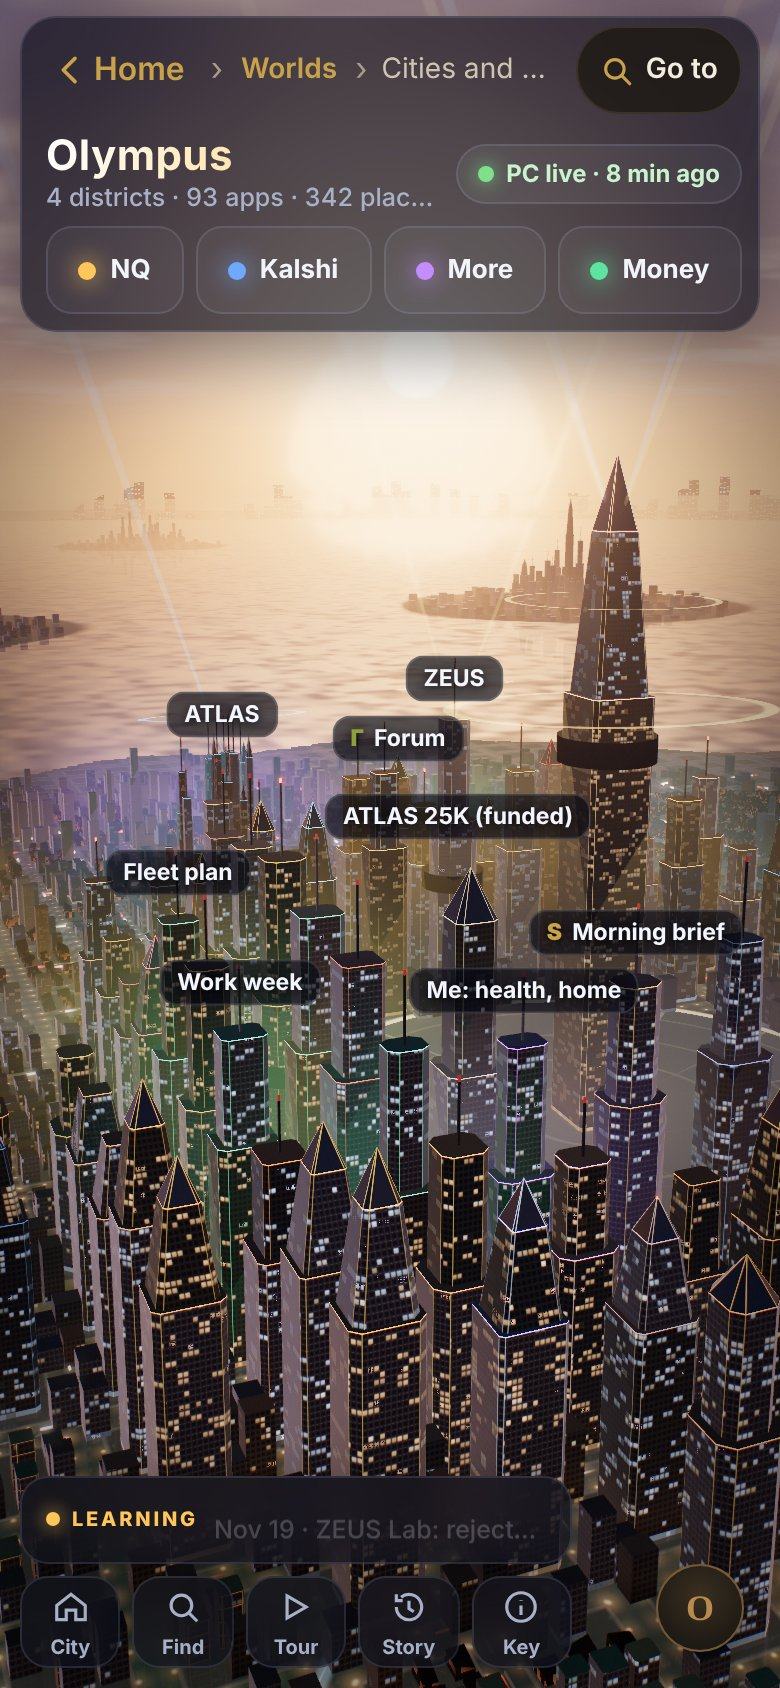 Home › Worlds › Cities and ...
Go to
Olympus
4 districts · 93 apps · 342 plac...
PC live · 8 min ago
NQ
Kalshi
More
Money
ZEUS
ATLAS
Γ Forum
ATLAS 25K (funded)
Fleet plan
S Morning brief
Work week
Me: health, home
LEARNING
Nov 19 · ZEUS Lab: reject...
City
Find
Tour
Story
Key
O